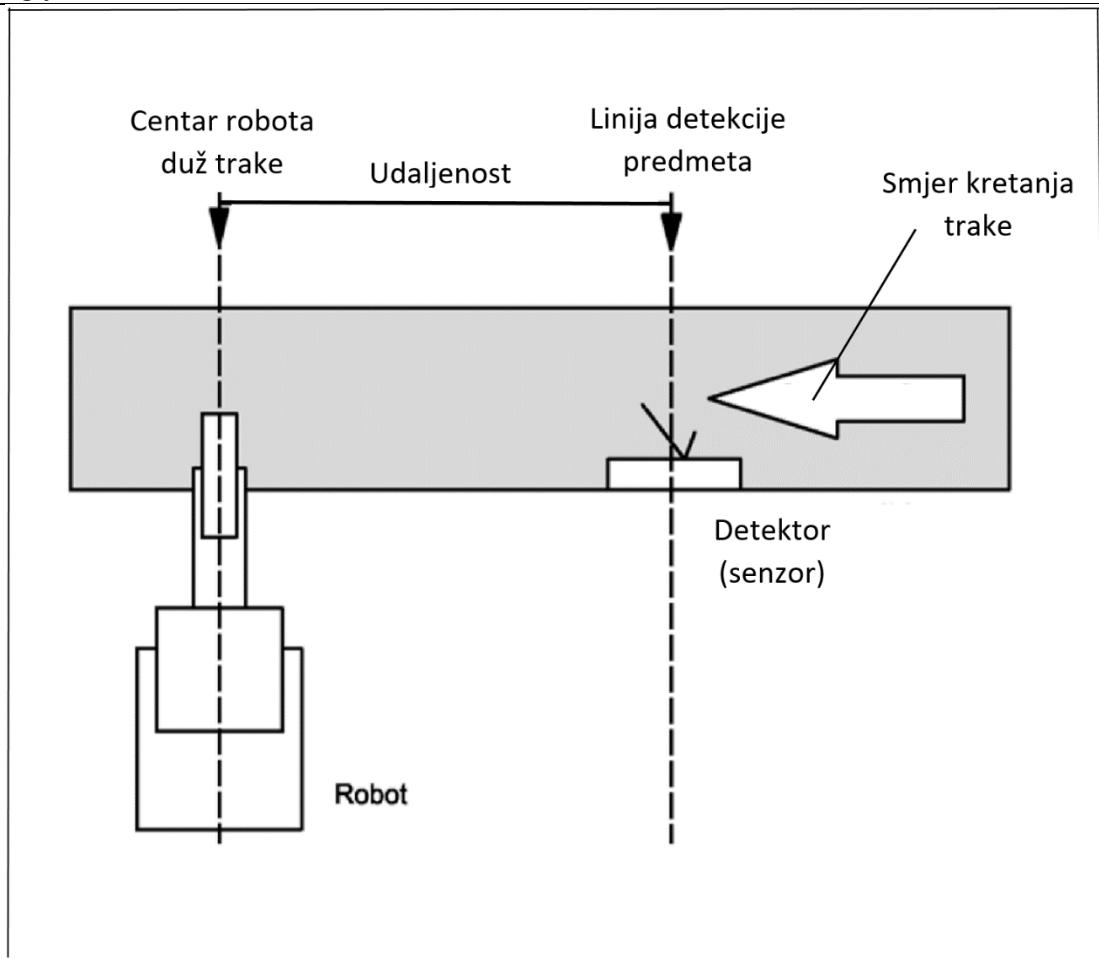 Centar robota
duž trake
Udaljenost
Linija detekcije
predmeta
Smjer kretanja
trake
Detektor
(senzor)
Robot